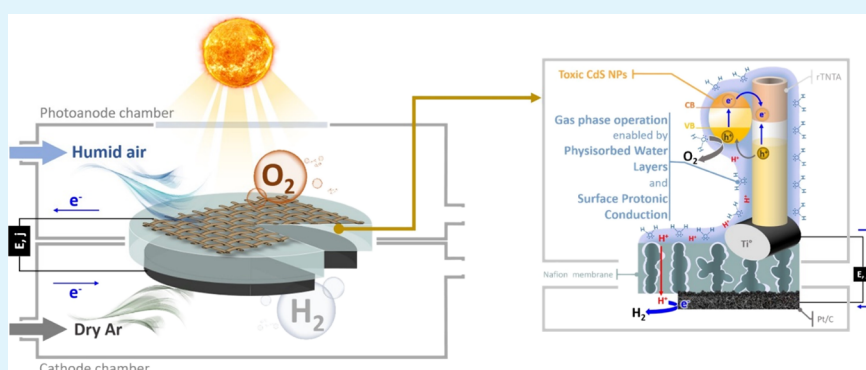 Photoanode chamber
Humid air
O2
e-
E, j
e-
H2
Dry Ar
Cathode chamber
Toxic CdS NPs
rTNTA
CB
e-
e-
VB
h+
h+
Gas phase operation
enabled by
Physisorbed Water
Layers
and
Surface Protonic
Conduction
O2
H+
H+
H+
H+
H+
H+
Ti°
Nafion membrane
H+
e-
H2
Pt/C
E,